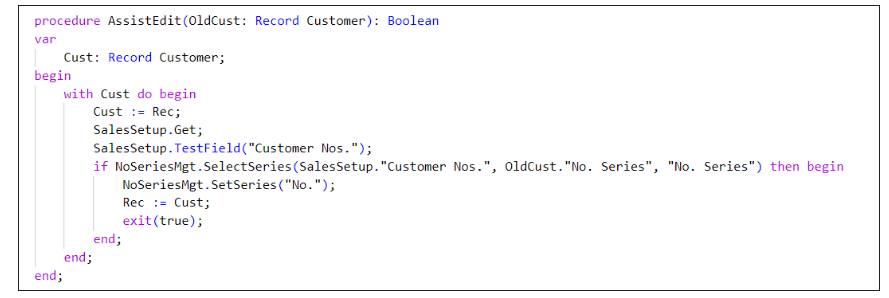 procedure AssistEdit(OldCust: Record Customer): Boolean
var
    Cust: Record Customer;
begin
    with Cust do begin
        Cust := Rec;
        SalesSetup.Get;
        SalesSetup.TestField("Customer Nos.");
        if NoSeriesMgt.SelectSeries(SalesSetup."Customer Nos.", OldCust."No. Series", "No. Series") then begin
            NoSeriesMgt.SetSeries("No.");
            Rec := Cust;
            exit(true);
        end;
    end;
end;